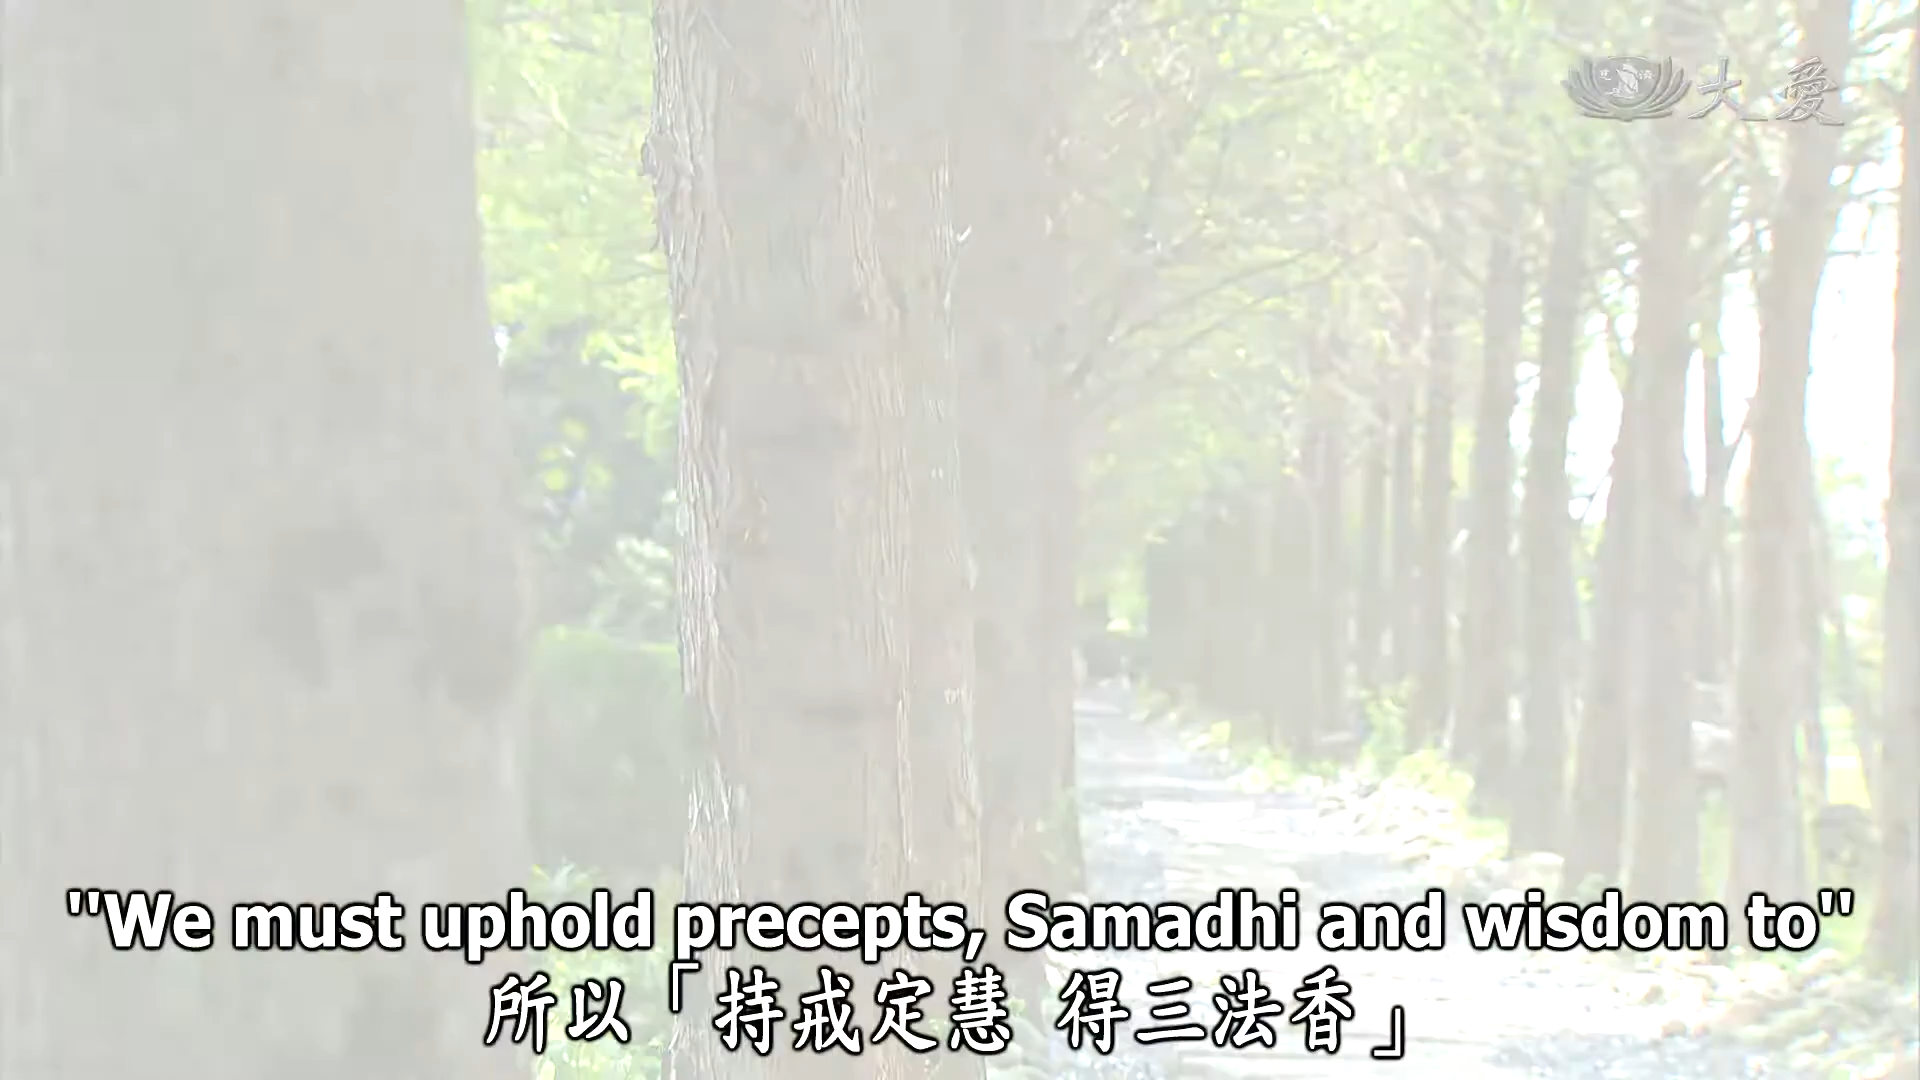 大愛
"We must uphold precepts, Samadhi and wisdom to"
所以「持戒定慧 得三法香」